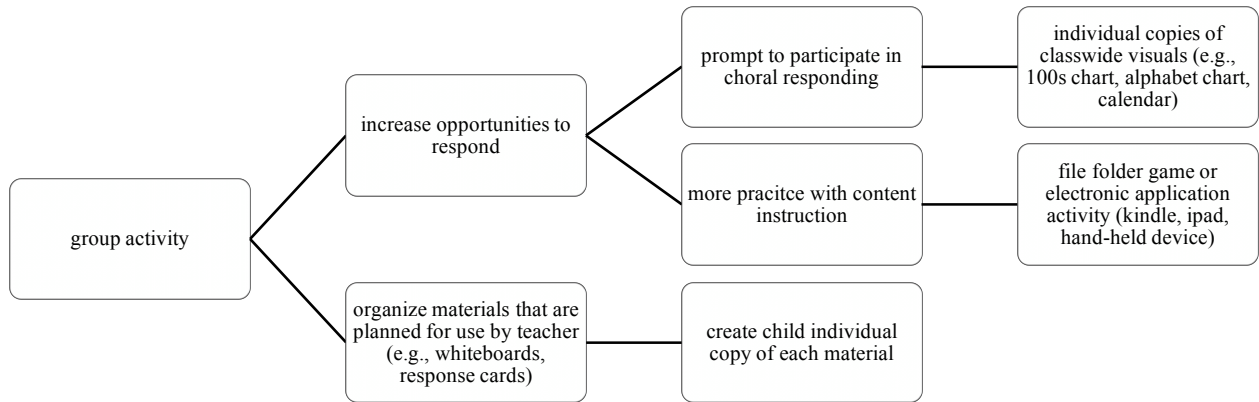 group activity
increase opportunities to
respond
prompt to participate in
choral responding
individual copies of
classwide visuals (e.g.,
100s chart, alphabet chart,
calendar)
more pracitce with content
instruction
file folder game or
electronic application
activity (kindle, ipad,
hand-held device)
organize materials that are
planned for use by teacher
(e.g., whiteboards,
response cards)
create child individual
copy of each material